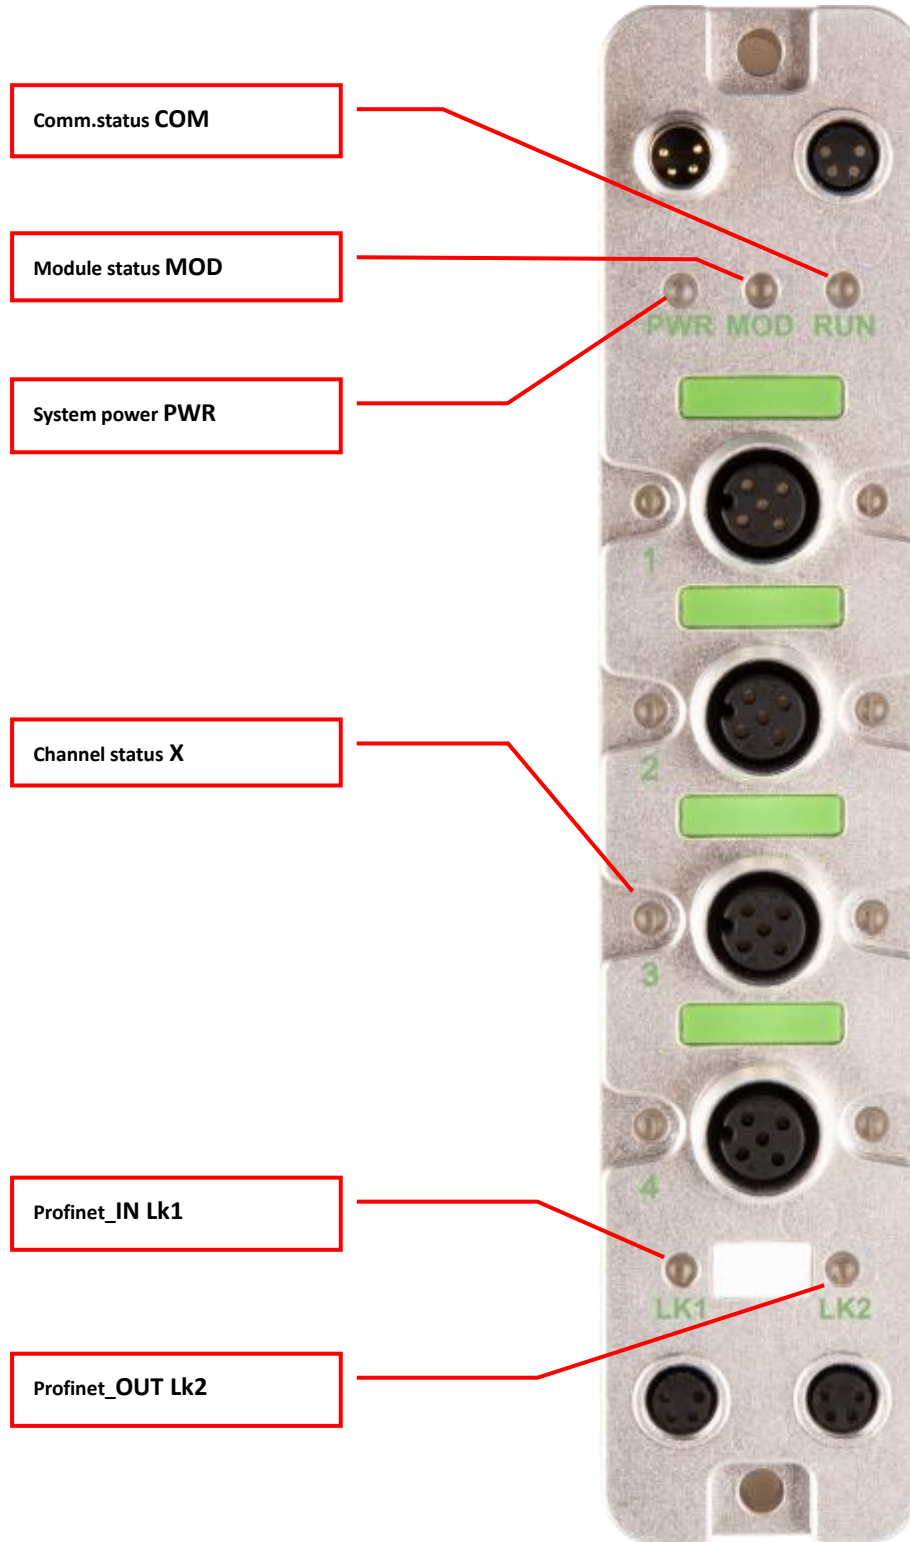 Comm.status COM
Module status MOD
PWR MOD RUN
System power PWR
1
Channel status X
2
3
4
Profinet_IN Lk1
LK1 LK2
Profinet_OUT Lk2